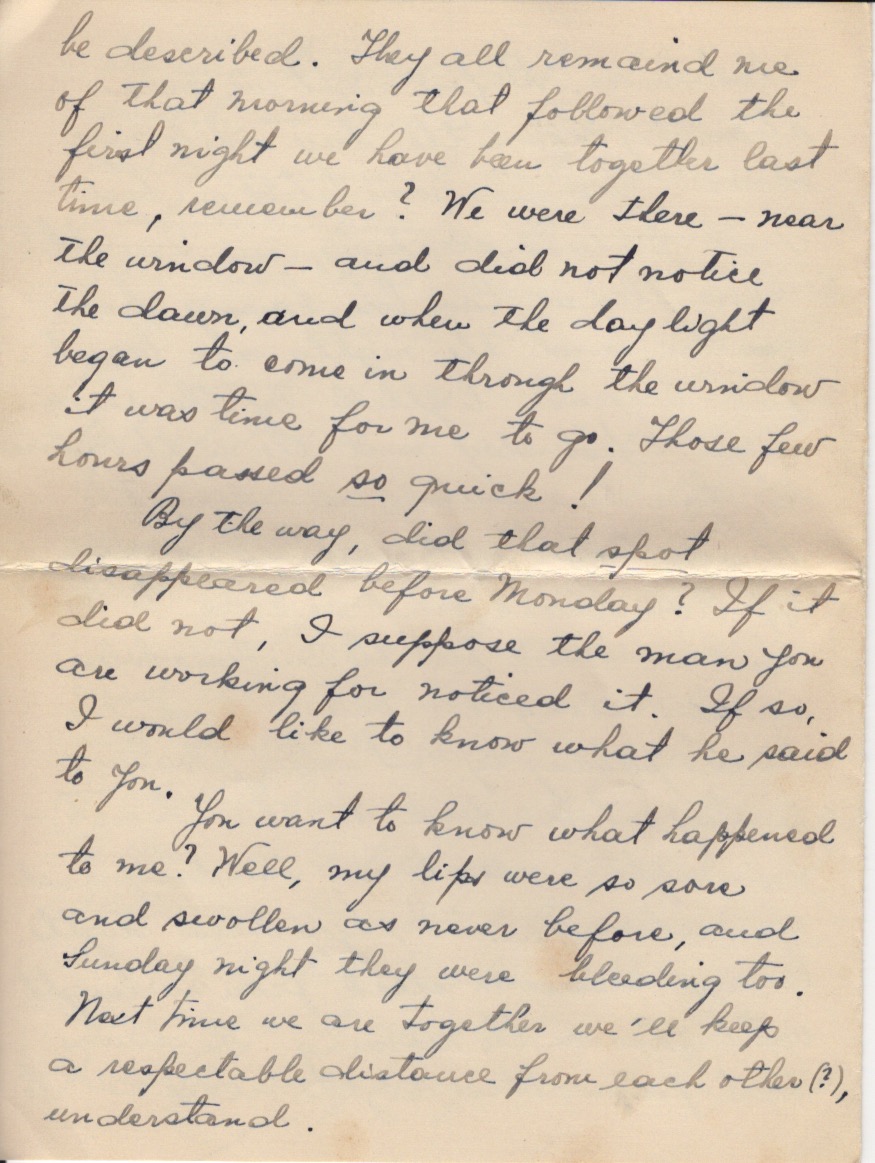 be described. They all remaind me
of that morning that followed the
first night we have been together last
time, remember? We were there – near
the window – and did not notice
the dawn, and when the daylight
began to come in through the window
it was time for me to go. Those few
hours passed so quick!
By the way, did that spot
disappeared before Monday? If it
did not, I suppose the man you
are working for noticed it. If so,
I would like to know what he said
to you.
You want to know what happened
to me? Well, my lips were so sore
and swollen as never before, and
Sunday night they were bleeding too.
Next time we are together we'll keep
a respectable distance from each other (?),
understand.